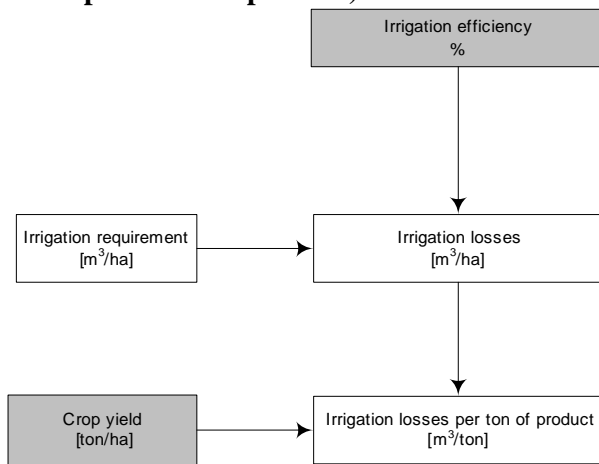 Irrigation efficiency
%
Irrigation requirement
[m³/ha]
Irrigation losses
[m³/ha]
Crop yield
[ton/ha]
Irrigation losses per ton of product
[m³/ton]